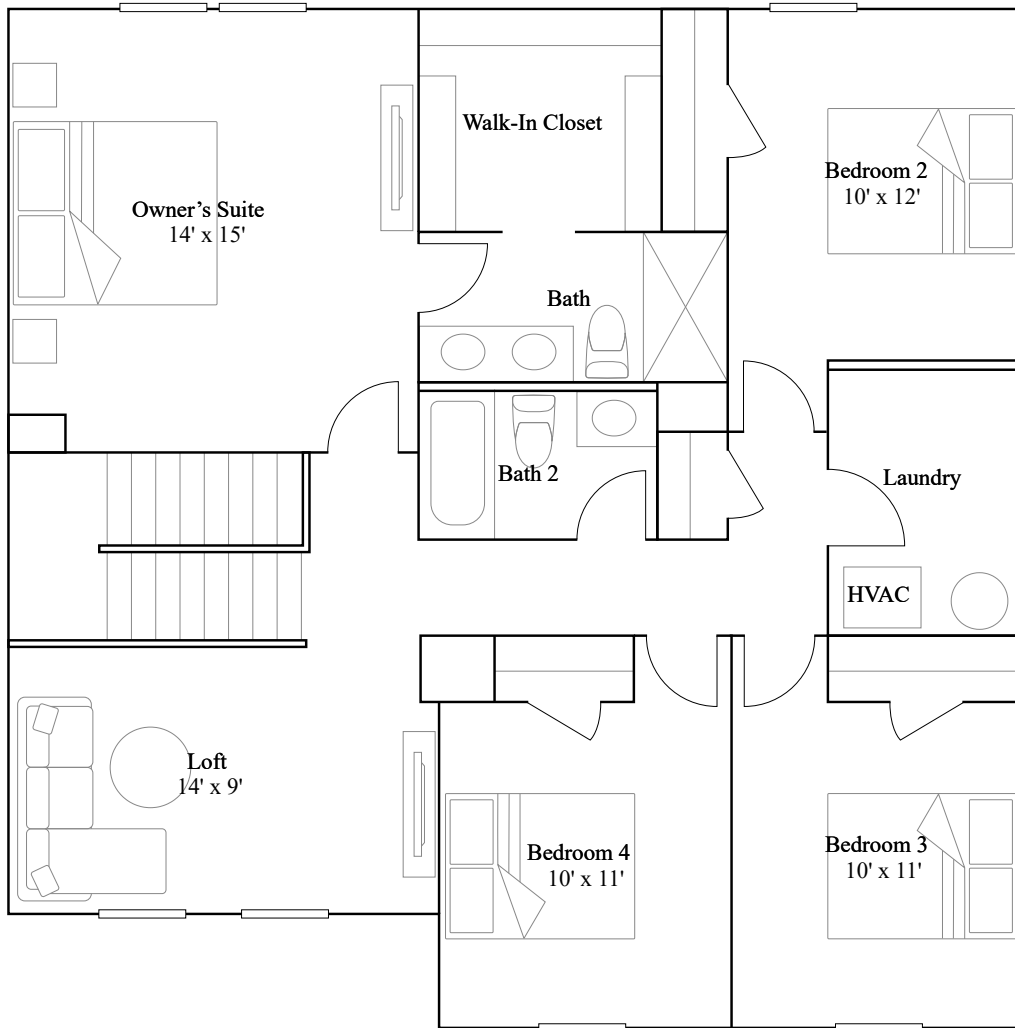 Walk-In Closet
Bedroom 2
10' x 12'
Owner’s Suite
14' x 15'
Bath
Bath 2
Laundry
HVAC
Loft
14' x 9'
Bedroom 4
10' x 11'
Bedroom 3
10' x 11'